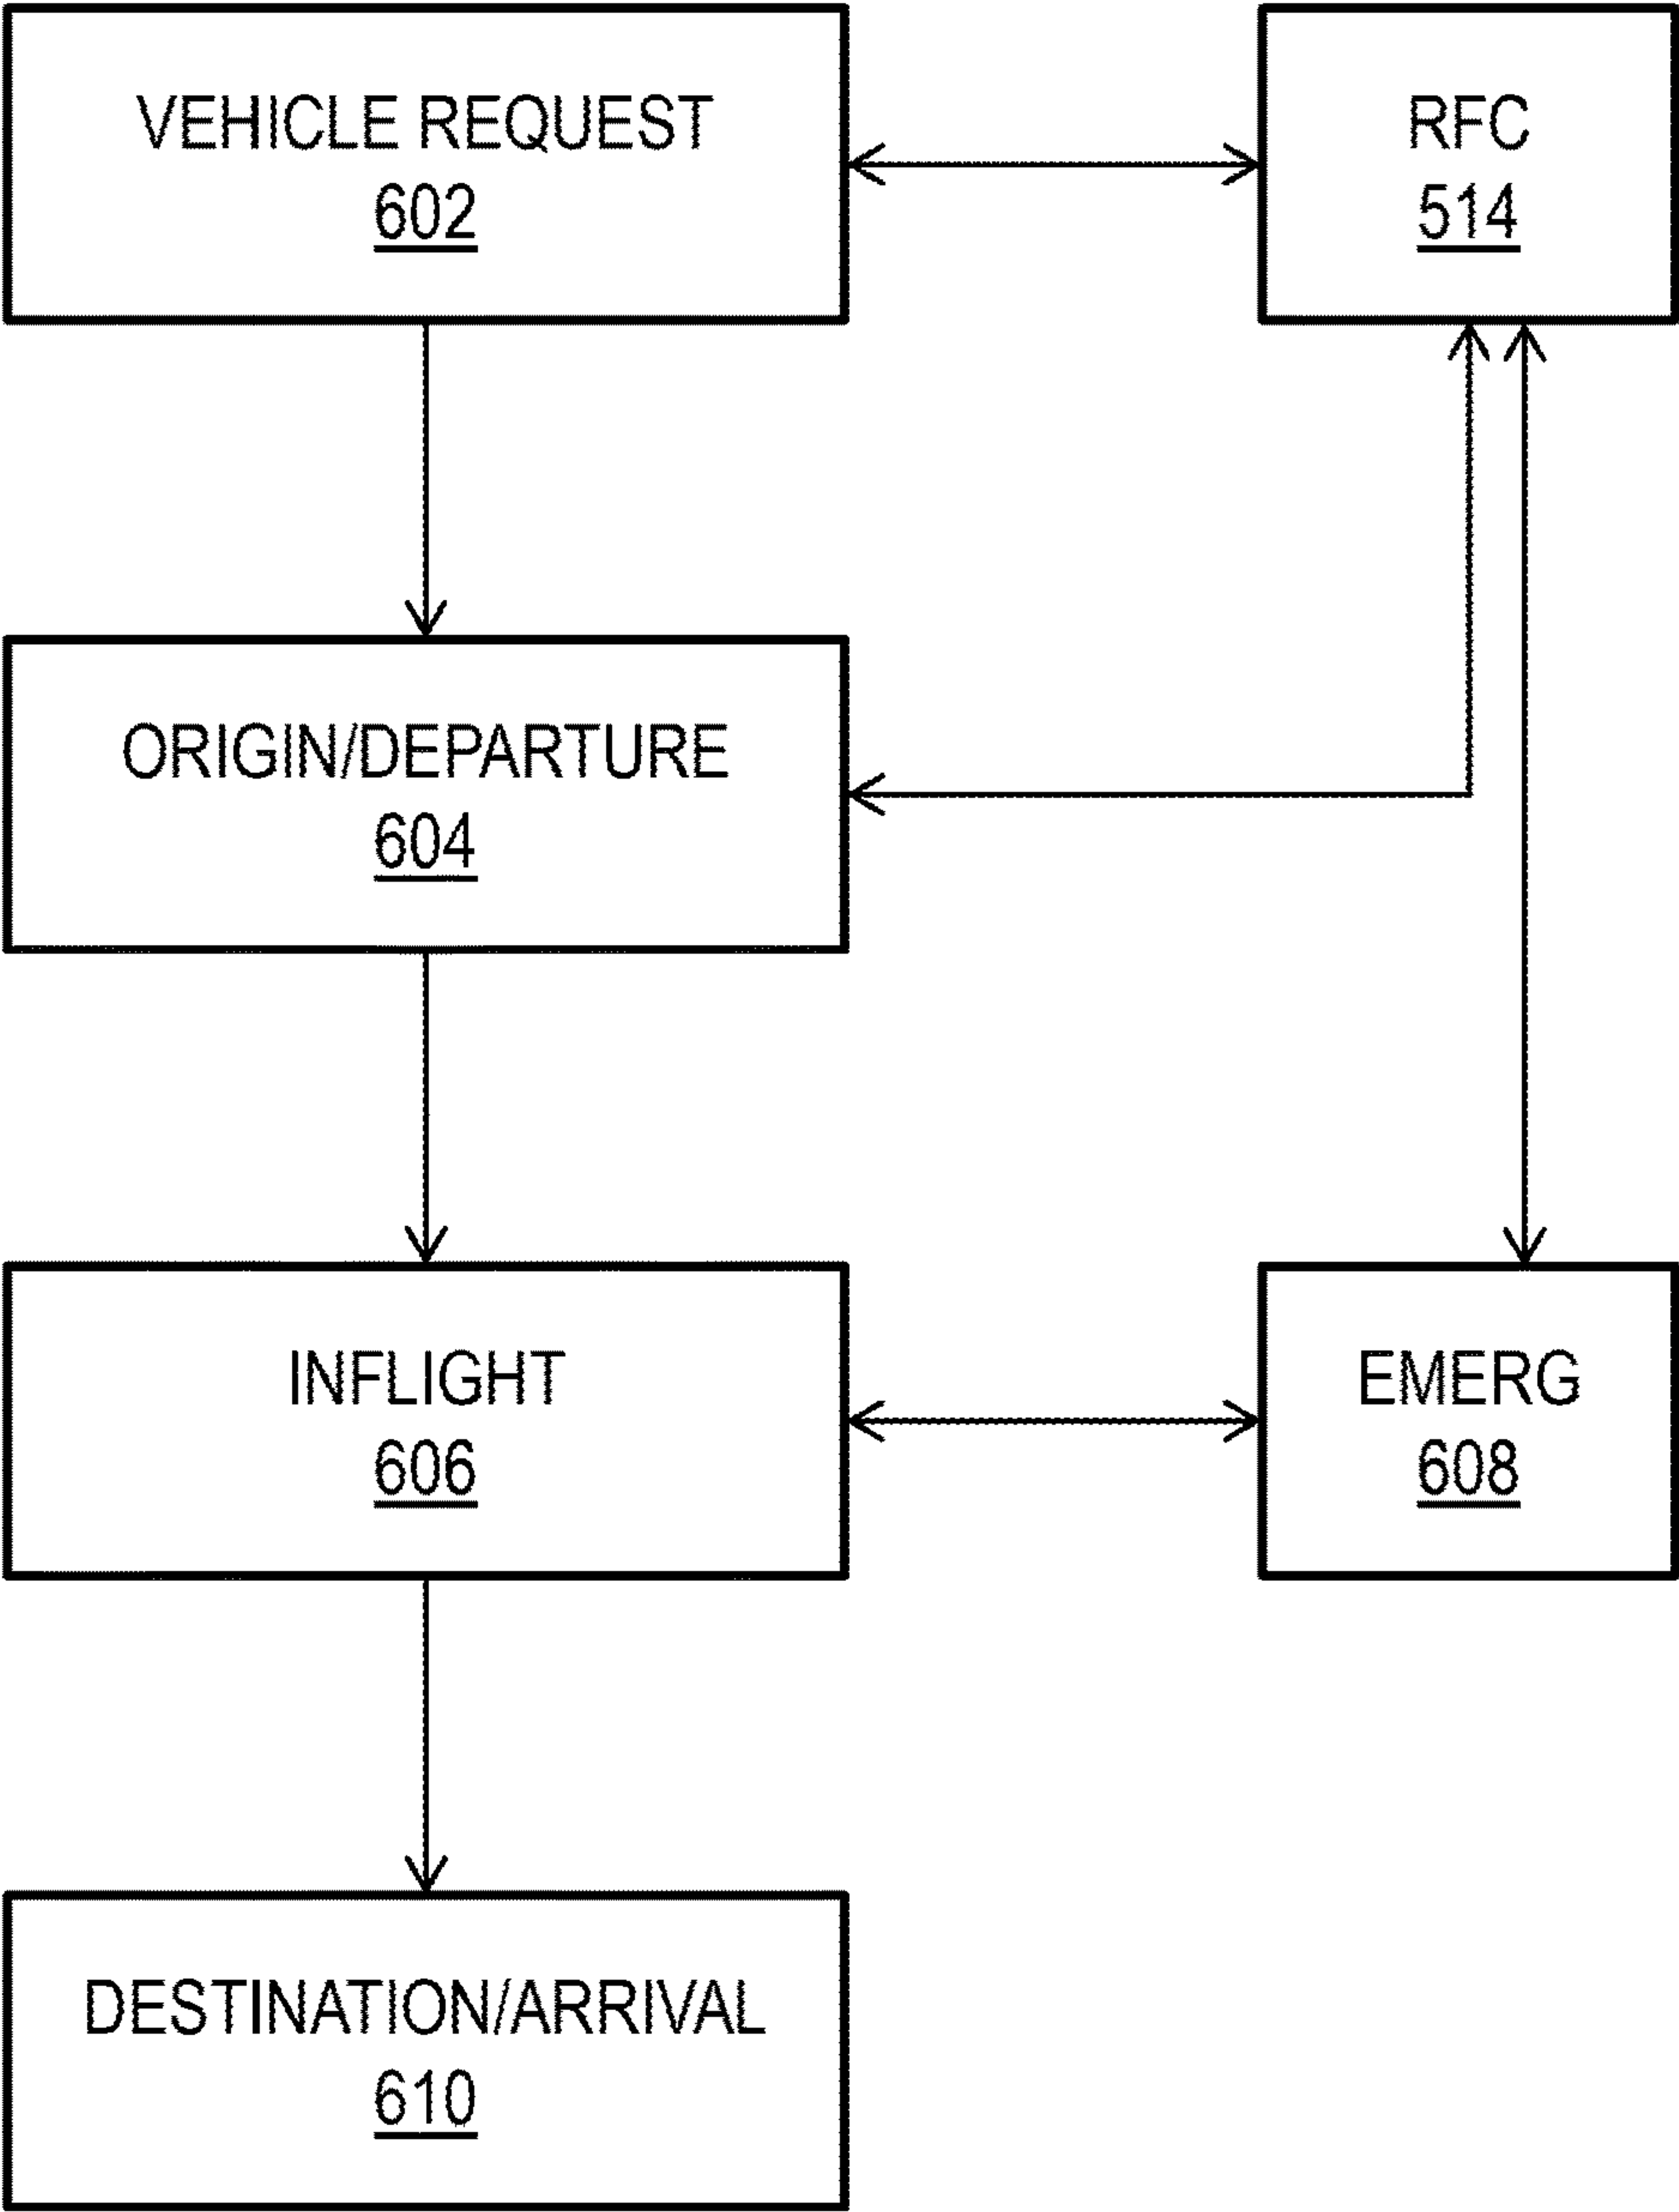 VEHICLE REQUEST
602
RFC
514
ORIGIN/DEPARTURE
604
INFLIGHT
606
EMERG
608
DESTINATION/ARRIVAL
610